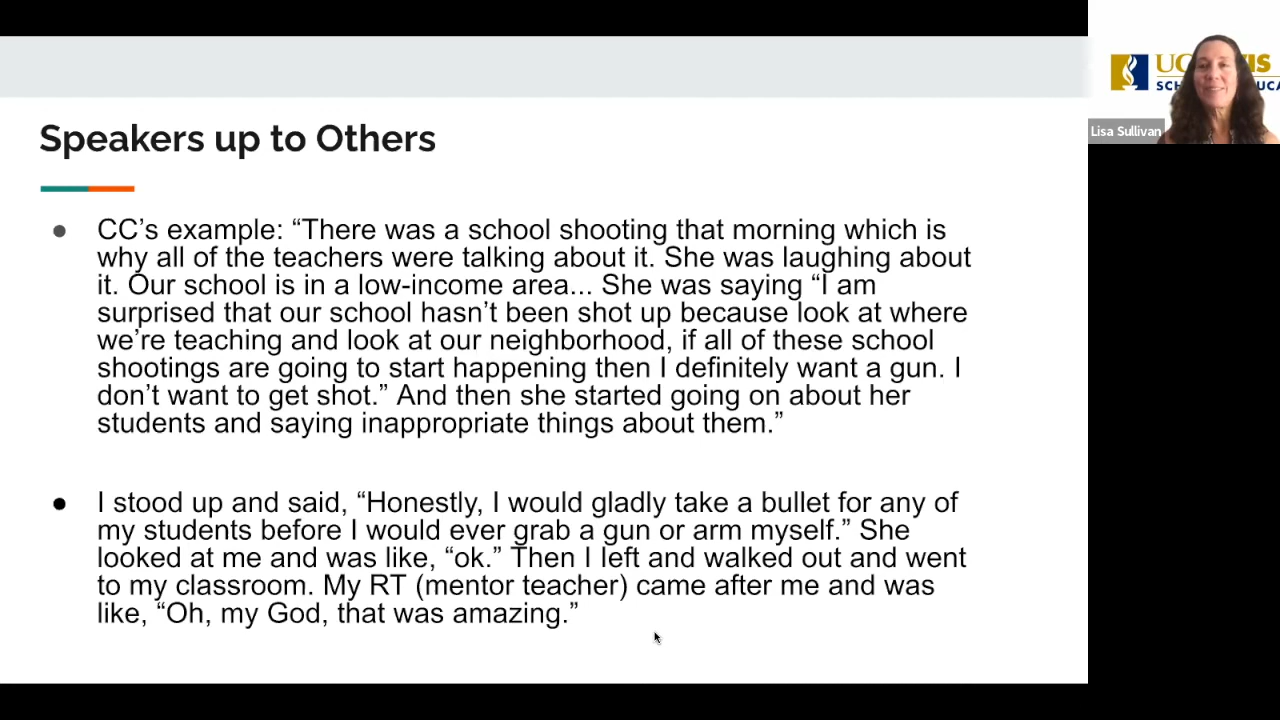 Speakers up to Others
● CC’s example: “There was a school shooting that morning which is
why all of the teachers were talking about it. She was laughing about
it. Our school is in a low-income area... She was saying “I am
surprised that our school hasn’t been shot up because look at where
we’re teaching and look at our neighborhood, if all of these school
shootings are going to start happening then I definitely want a gun. I
don’t want to get shot.” And then she started going on about her
students and saying inappropriate things about them.”
● I stood up and said, “Honestly, I would gladly take a bullet for any of
my students before I would ever grab a gun or arm myself.” She
looked at me and was like, “ok.” Then I left and walked out and went
to my classroom. My RT (mentor teacher) came after me and was
like, “Oh, my God, that was amazing.”
UC
Lisa Sullivan